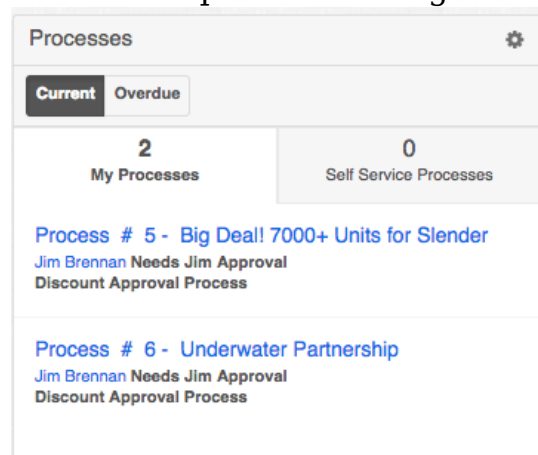 Processes
Current Overdue
2 0
My Processes Self Service Processes
Process # 5 - Big Deal! 7000+ Units for Slender
Jim Brennan Needs Jim Approval
Discount Approval Process
Process # 6 - Underwater Partnership
Jim Brennan Needs Jim Approval
Discount Approval Process